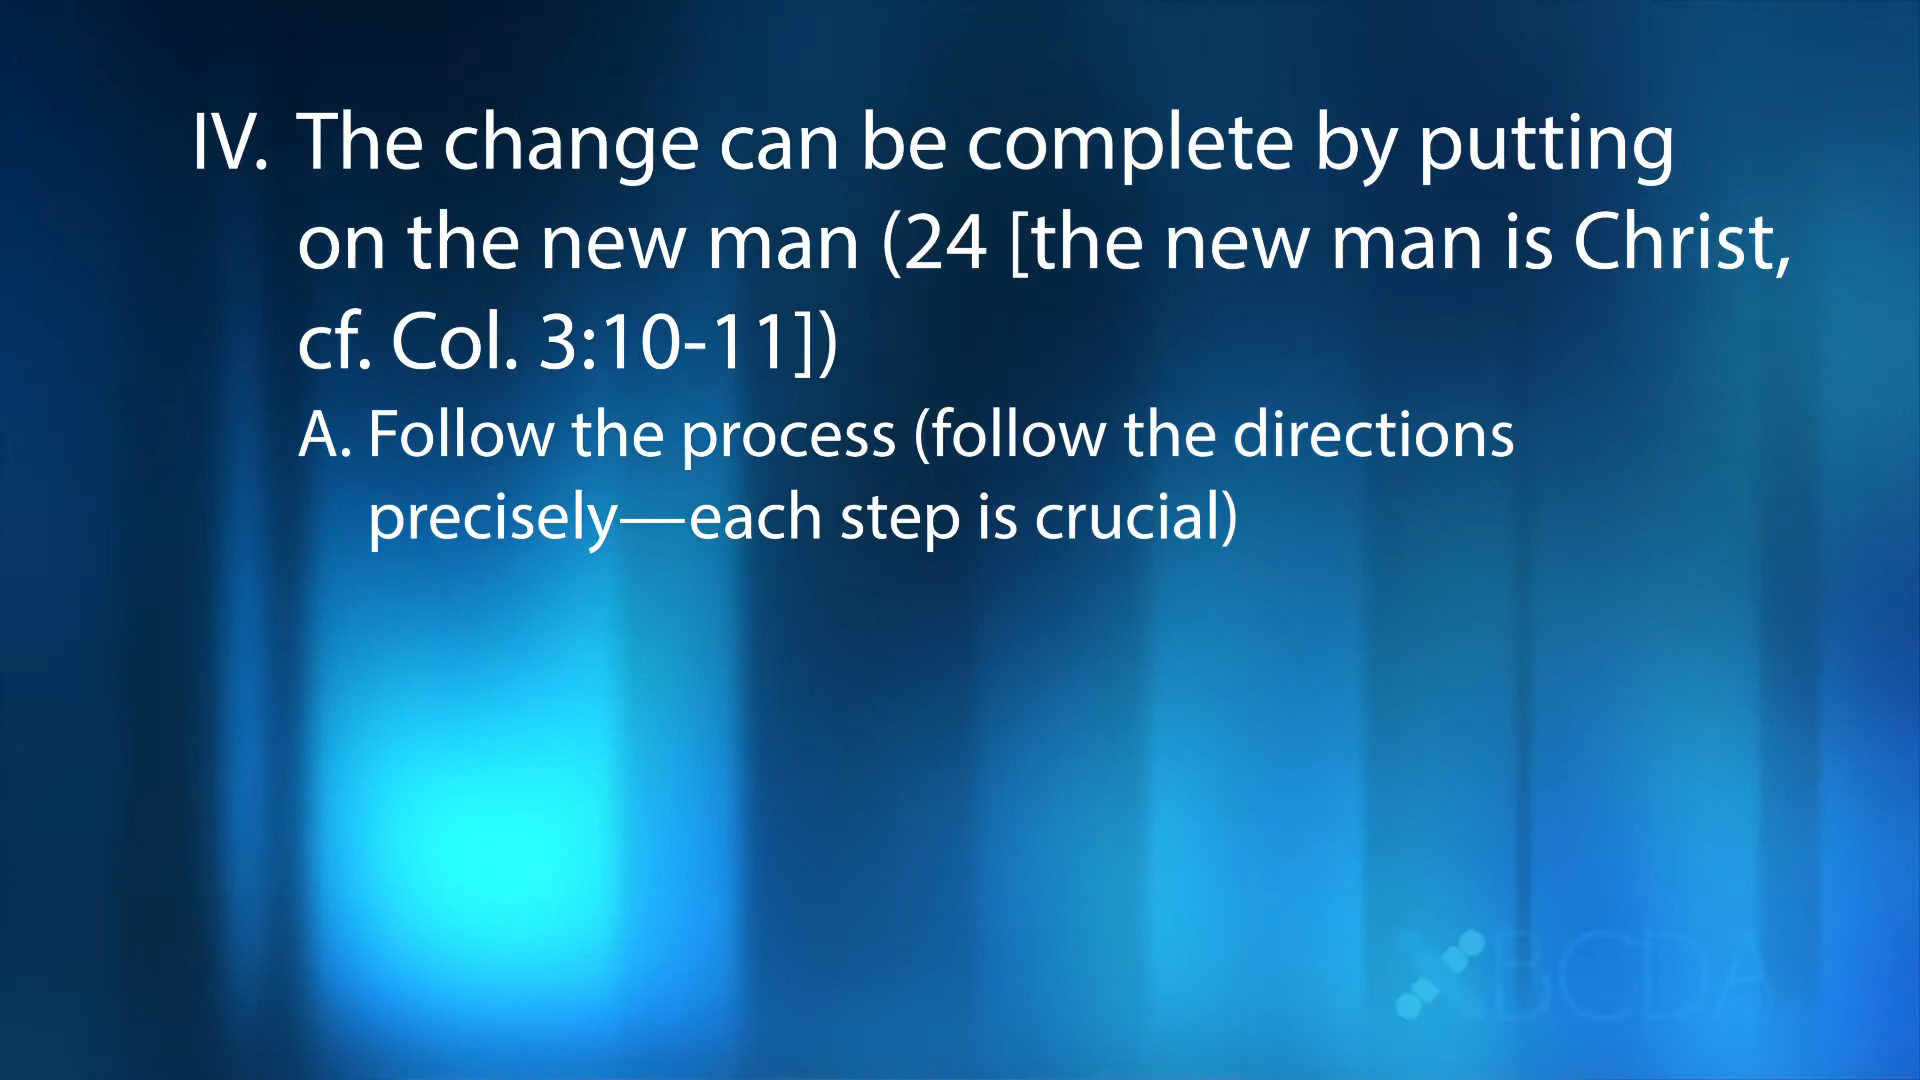 IV. The change can be complete by putting
on the new man (24 [the new man is Christ,
cf. Col. 3:10-11])
A. Follow the process (follow the directions
precisely—each step is crucial)
BCDA